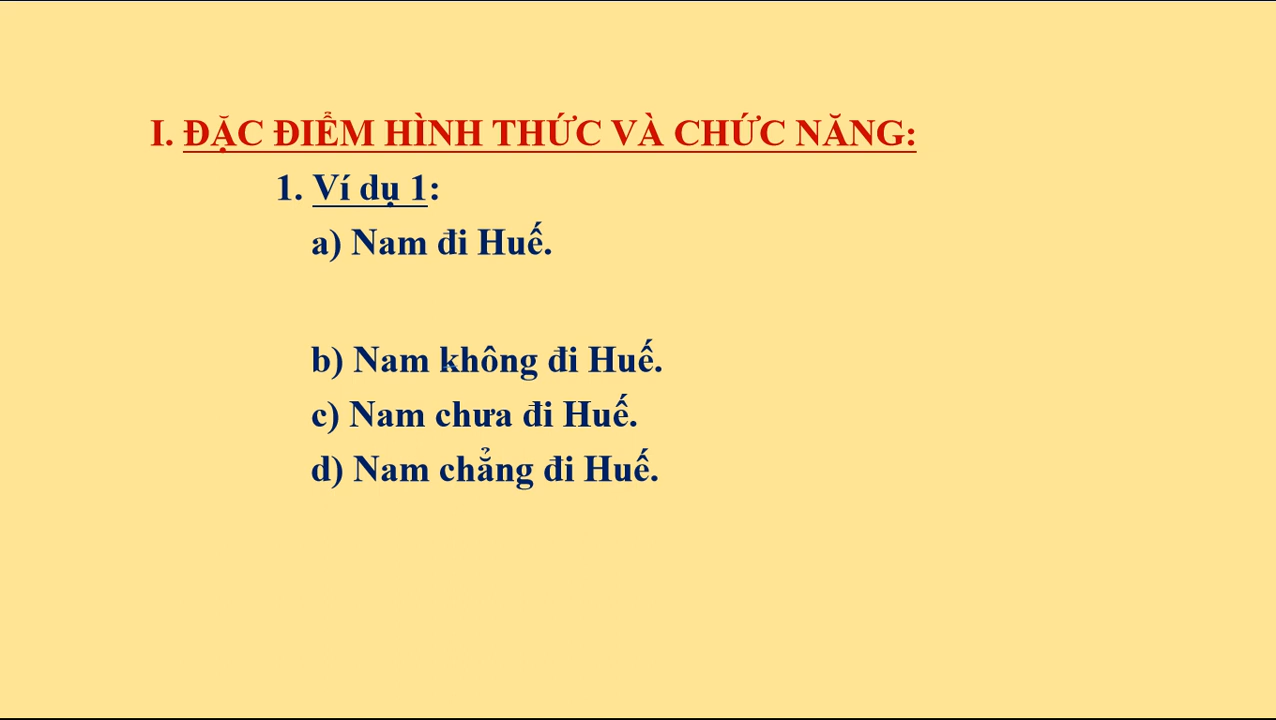 I. ĐẶC ĐIỂM HÌNH THỨC VÀ CHỨC NĂNG:
1. Ví dụ 1:
a) Nam đi Huế.
b) Nam không đi Huế.
c) Nam chưa đi Huế.
d) Nam chẳng đi Huế.